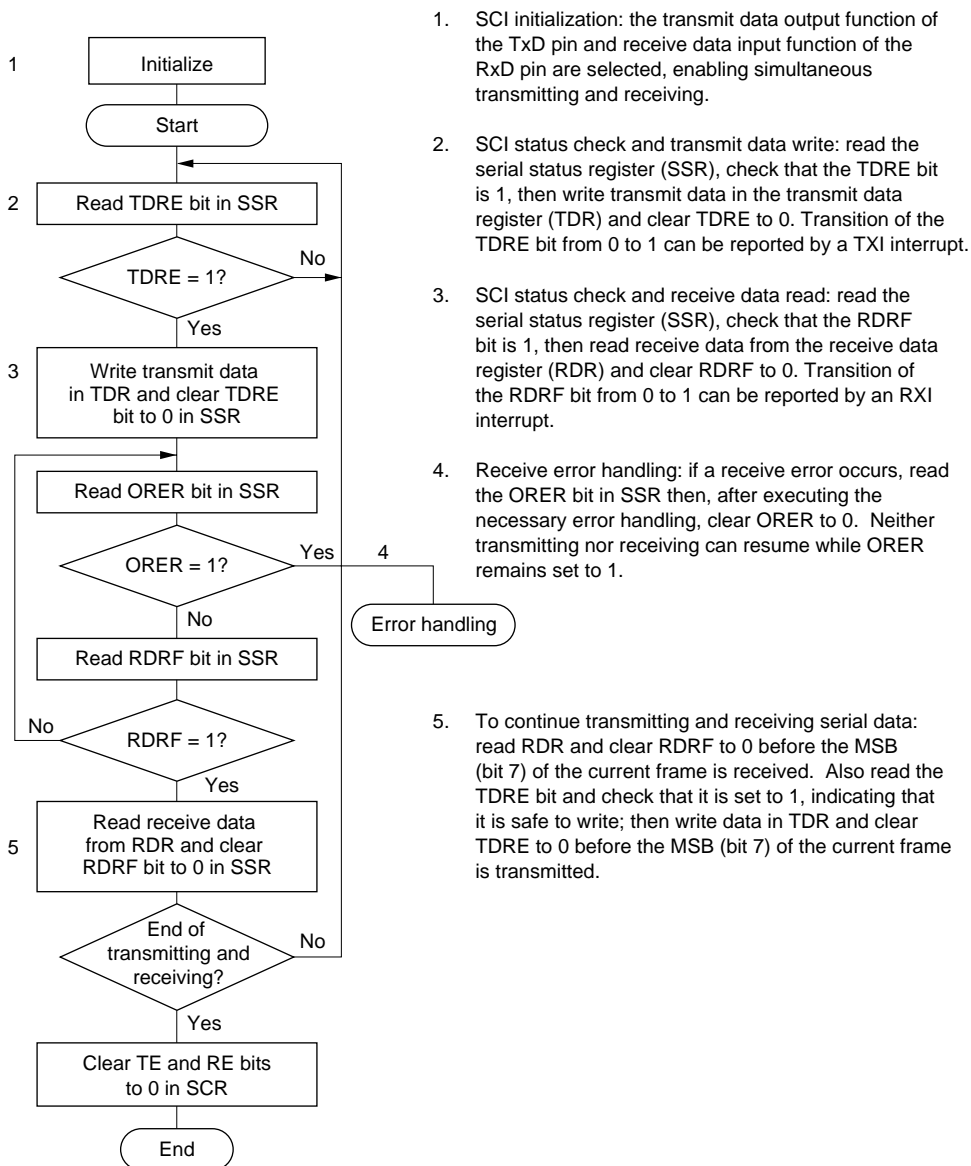 1
Initialize
Start
2
Read TDRE bit in SSR
TDRE = 1?
No
Yes
3
Write transmit data
in TDR and clear TDRE
bit to 0 in SSR
Read ORER bit in SSR
ORER = 1?
Yes
4
Error handling
No
Read RDRF bit in SSR
No
RDRF = 1?
Yes
5
Read receive data
from RDR and clear
RDRF bit to 0 in SSR
End of
transmitting and
receiving?
No
Yes
Clear TE and RE bits
to 0 in SCR
End
1. SCI initialization: the transmit data output function of
the TxD pin and receive data input function of the
RxD pin are selected, enabling simultaneous
transmitting and receiving.
2. SCI status check and transmit data write: read the
serial status register (SSR), check that the TDRE bit
is 1, then write transmit data in the transmit data
register (TDR) and clear TDRE to 0. Transition of the
TDRE bit from 0 to 1 can be reported by a TXI interrupt.
3. SCI status check and receive data read: read the
serial status register (SSR), check that the RDRF
bit is 1, then read receive data from the receive data
register (RDR) and clear RDRF to 0. Transition of
the RDRF bit from 0 to 1 can be reported by an RXI
interrupt.
4. Receive error handling: if a receive error occurs, read
the ORER bit in SSR then, after executing the
necessary error handling, clear ORER to 0. Neither
transmitting nor receiving can resume while ORER
remains set to 1.
5. To continue transmitting and receiving serial data:
read RDR and clear RDRF to 0 before the MSB
(bit 7) of the current frame is received. Also read the
TDRE bit and check that it is set to 1, indicating that
it is safe to write; then write data in TDR and clear
TDRE to 0 before the MSB (bit 7) of the current frame
is transmitted.